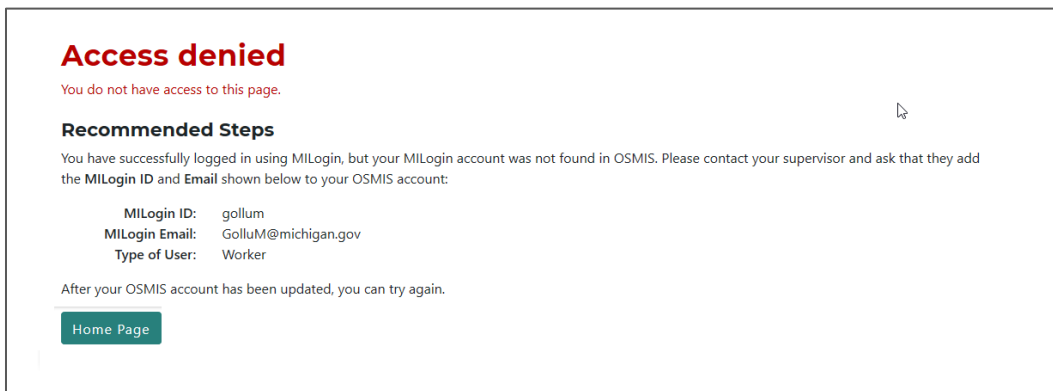 Access denied
You do not have access to this page.
Recommended Steps
You have successfully logged in using MILogin, but your MILogin account was not found in OSMIS. Please contact your supervisor and ask that they add
the MILogin ID and Email shown below to your OSMIS account:
MILogin ID: gollum
MILogin Email: GolluM@michigan.gov
Type of User: Worker
After your OSMIS account has been updated, you can try again.
Home Page